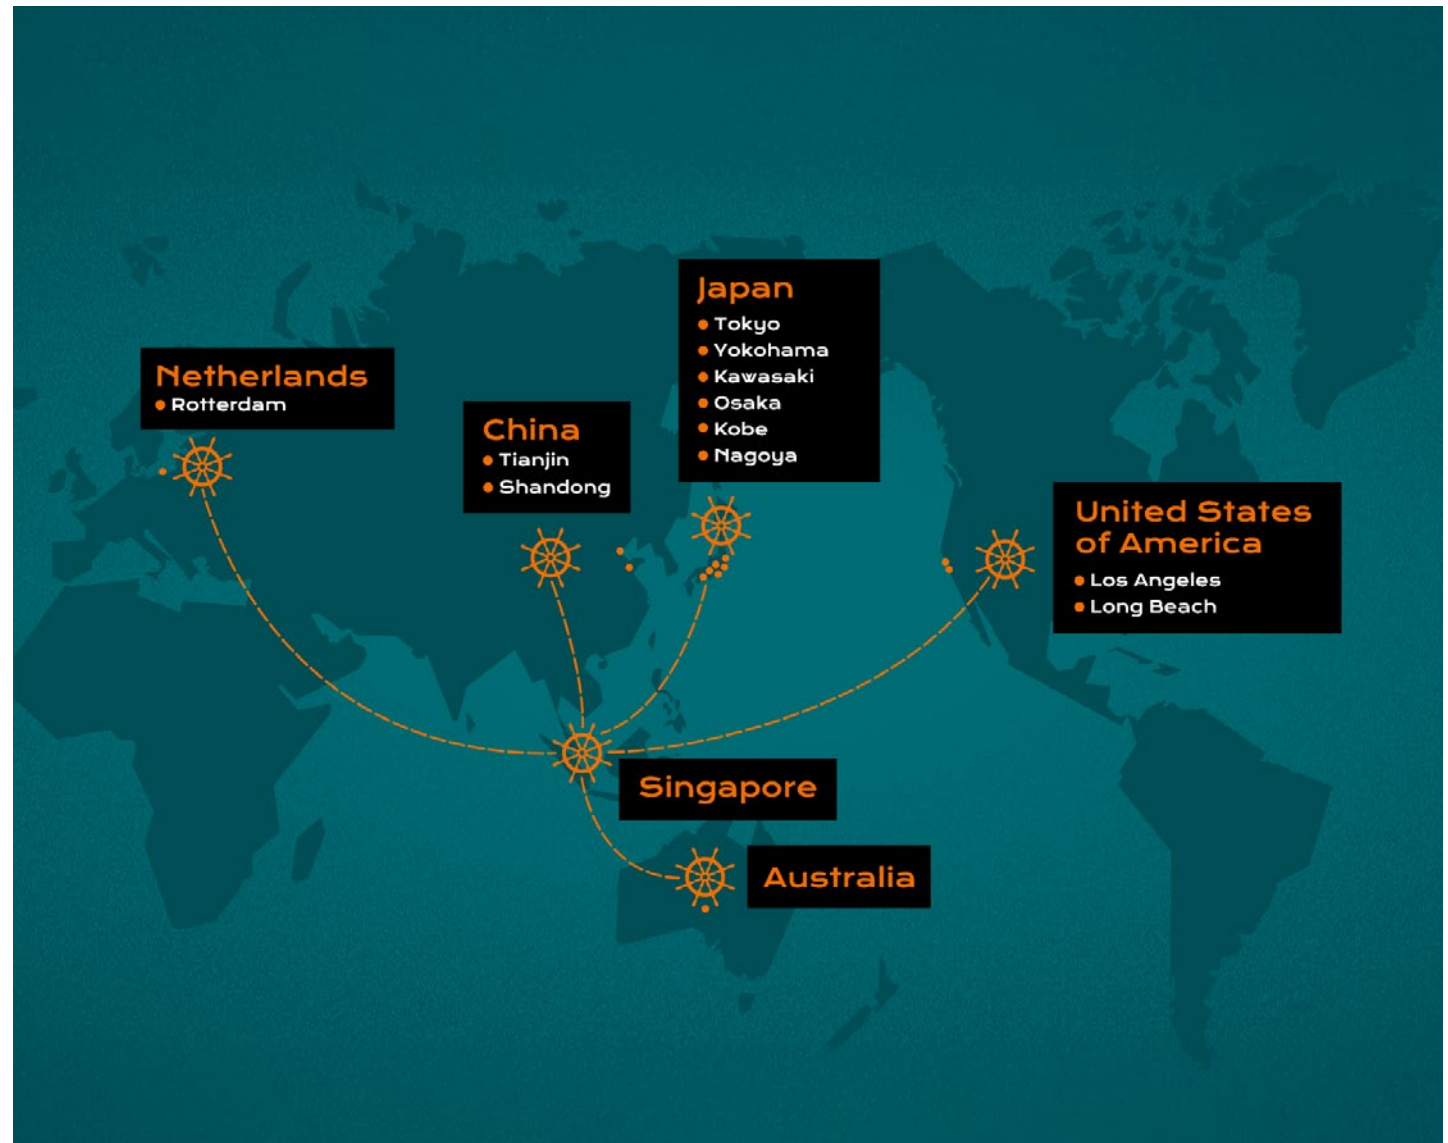 Netherlands
Rotterdam
China
Tianjin
Shandong
Japan
Tokyo
Yokohama
Kawasaki
Osaka
Kobe
Nagoya
United States
of America
Los Angeles
Long Beach
Singapore
Australia